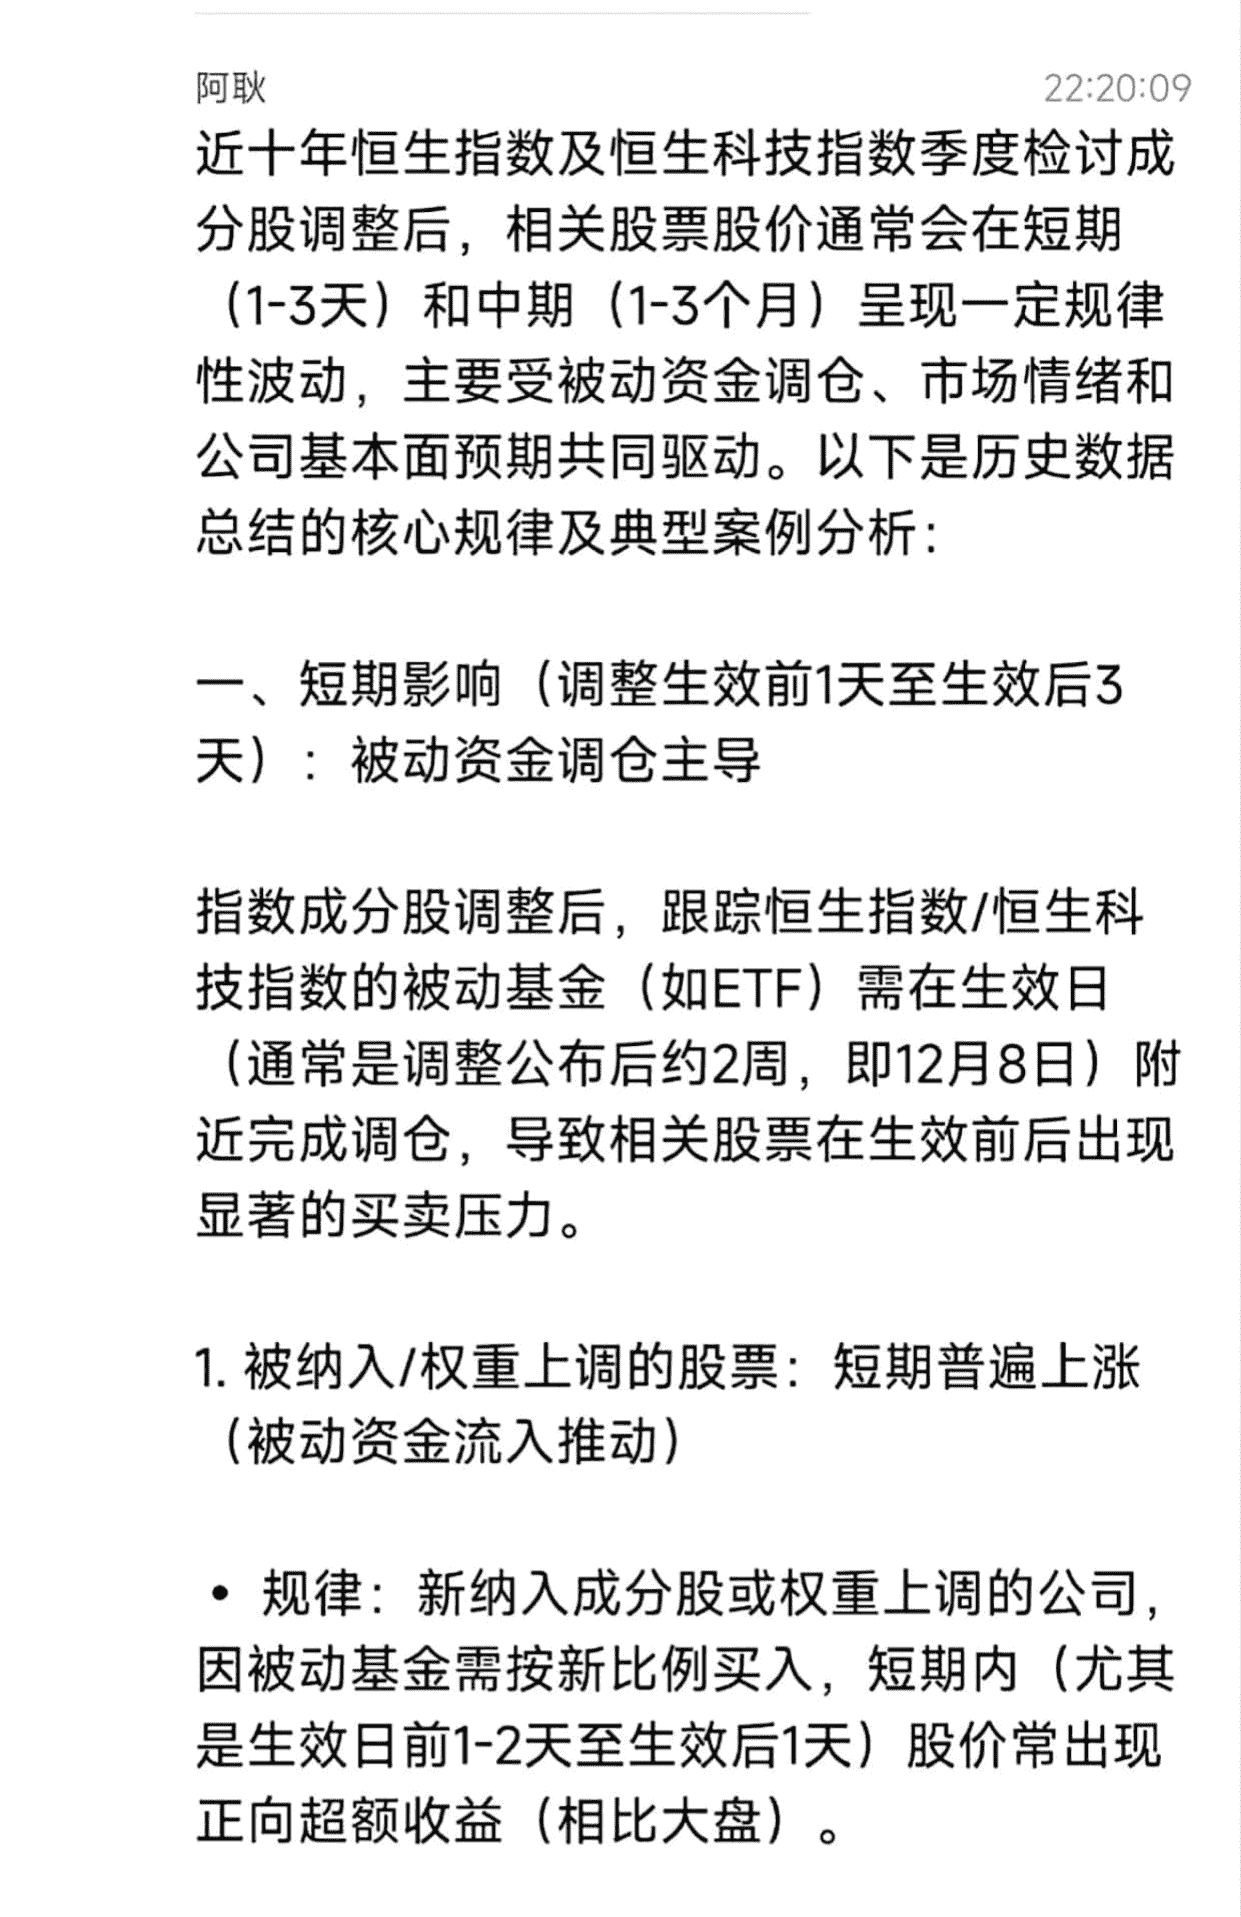 阿耿
22:20:09
近十年恒生指数及恒生科技指数季度检讨成
分股调整后，相关股票股价通常会在短期
（1-3天）和中期（1-3个月）呈现一定规律
性波动，主要受被动资金调仓、市场情绪和
公司基本面预期共同驱动。以下是历史数据
总结的核心规律及典型案例分析：
一、短期影响（调整生效前1天至生效后3
天）：被动资金调仓主导
指数成分股调整后，跟踪恒生指数/恒生科
技指数的被动基金（如ETF）需在生效日
（通常是调整公布后约2周，即12月8日）附
近完成调仓，导致相关股票在生效前后出现
显著的买卖压力。
1. 被纳入/权重上调的股票：短期普遍上涨
（被动资金流入推动）
• 规律：新纳入成分股或权重上调的公司，
因被动基金需按新比例买入，短期内（尤其
是生效日前1-2天至生效后1天）股价常出现
正向超额收益（相比大盘）。